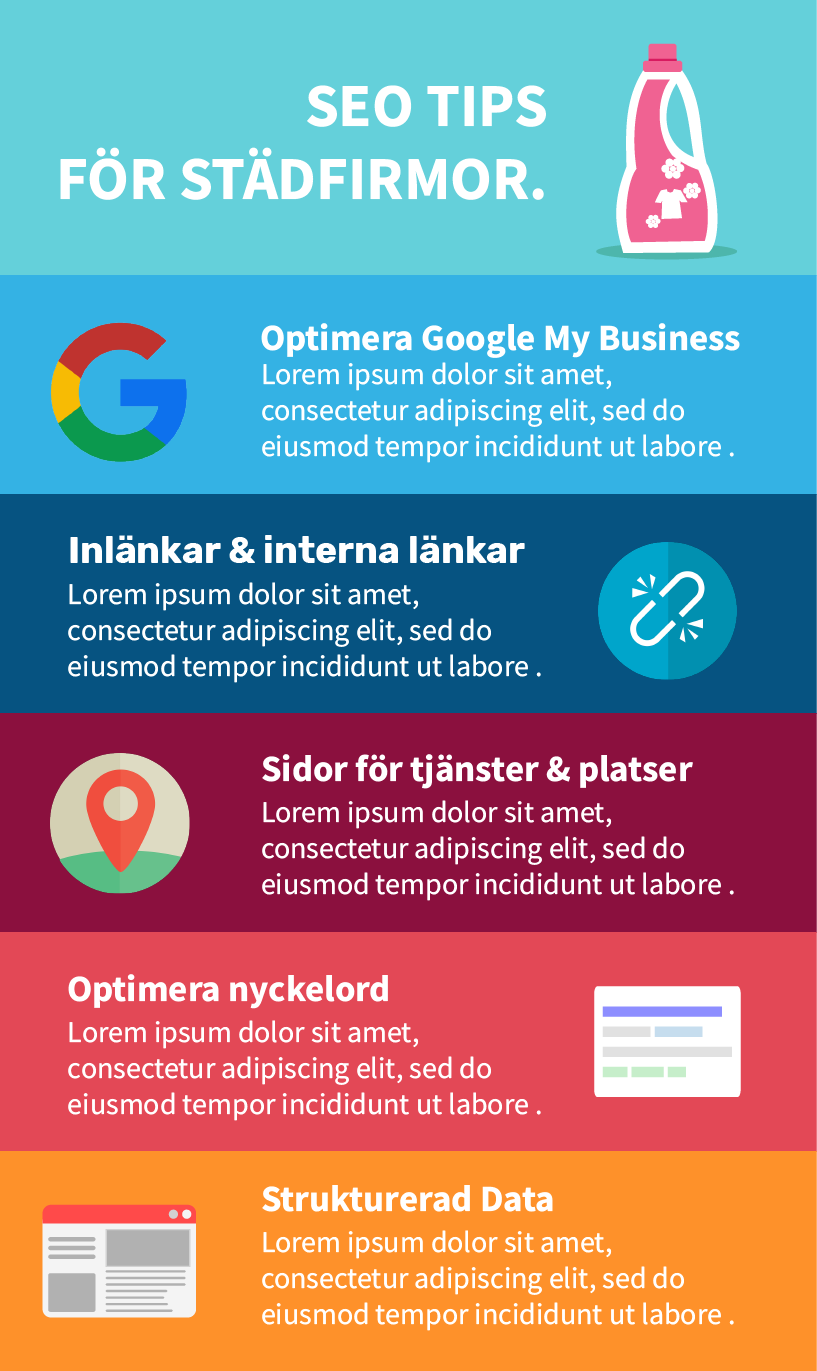 SEO TIPS
FÖR STÄDFIRMOR.
Optimera Google My Business
Lorem ipsum dolor sit amet,
consectetur adipiscing elit, sed do
eiusmod tempor incididunt ut labore .
Inlänkar & interna länkar
Lorem ipsum dolor sit amet,
consectetur adipiscing elit, sed do
eiusmod tempor incididunt ut labore .
Sidor för tjänster & platser
Lorem ipsum dolor sit amet,
consectetur adipiscing elit, sed do
eiusmod tempor incididunt ut labore .
Optimera nyckelord
Lorem ipsum dolor sit amet,
consectetur adipiscing elit, sed do
eiusmod tempor incididunt ut labore .
Strukturerad Data
Lorem ipsum dolor sit amet,
consectetur adipiscing elit, sed do
eiusmod tempor incididunt ut labore .